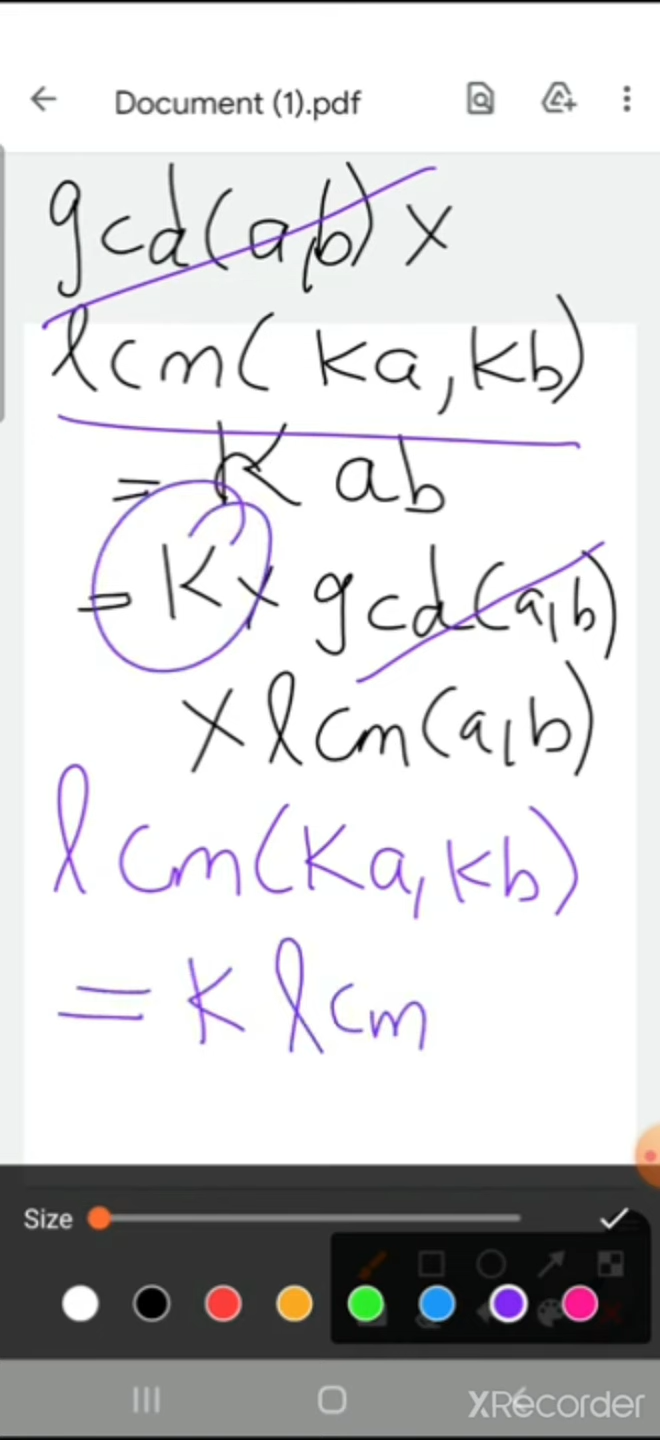 Document (1).pdf
gcd(a,b) x
lcm( Ka, Kb)
= K ab
= K x gcd(a,b)
x lcm(a,b)
lcm(Ka, Kb)
= K lcm
Size
XRecorder